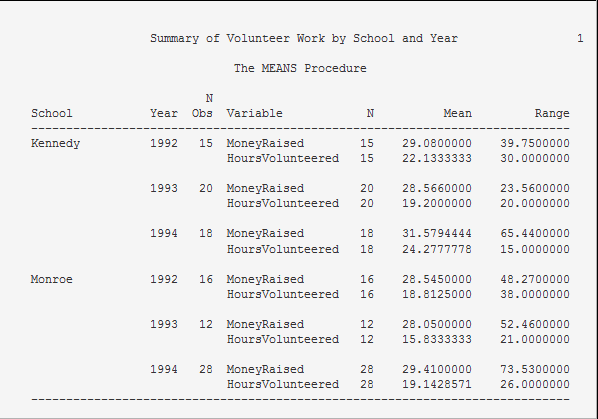 Summary of Volunteer Work by School and Year 1
The MEANS Procedure
N
School Year Obs Variable N Mean Range
Kennedy 1992 15 MoneyRaised 15 29.0800000 39.7500000
HoursVolunteered 15 22.1333333 30.0000000
1993 20 MoneyRaised 20 28.5660000 23.5600000
HoursVolunteered 20 19.2000000 20.0000000
1994 18 MoneyRaised 18 31.5794444 65.4400000
HoursVolunteered 18 24.2777778 15.0000000
Monroe 1992 16 MoneyRaised 16 28.5450000 48.2700000
HoursVolunteered 16 18.8125000 38.0000000
1993 12 MoneyRaised 12 28.0500000 52.4600000
HoursVolunteered 12 15.8333333 21.0000000
1994 28 MoneyRaised 28 29.4100000 73.5300000
HoursVolunteered 28 19.1428571 26.0000000